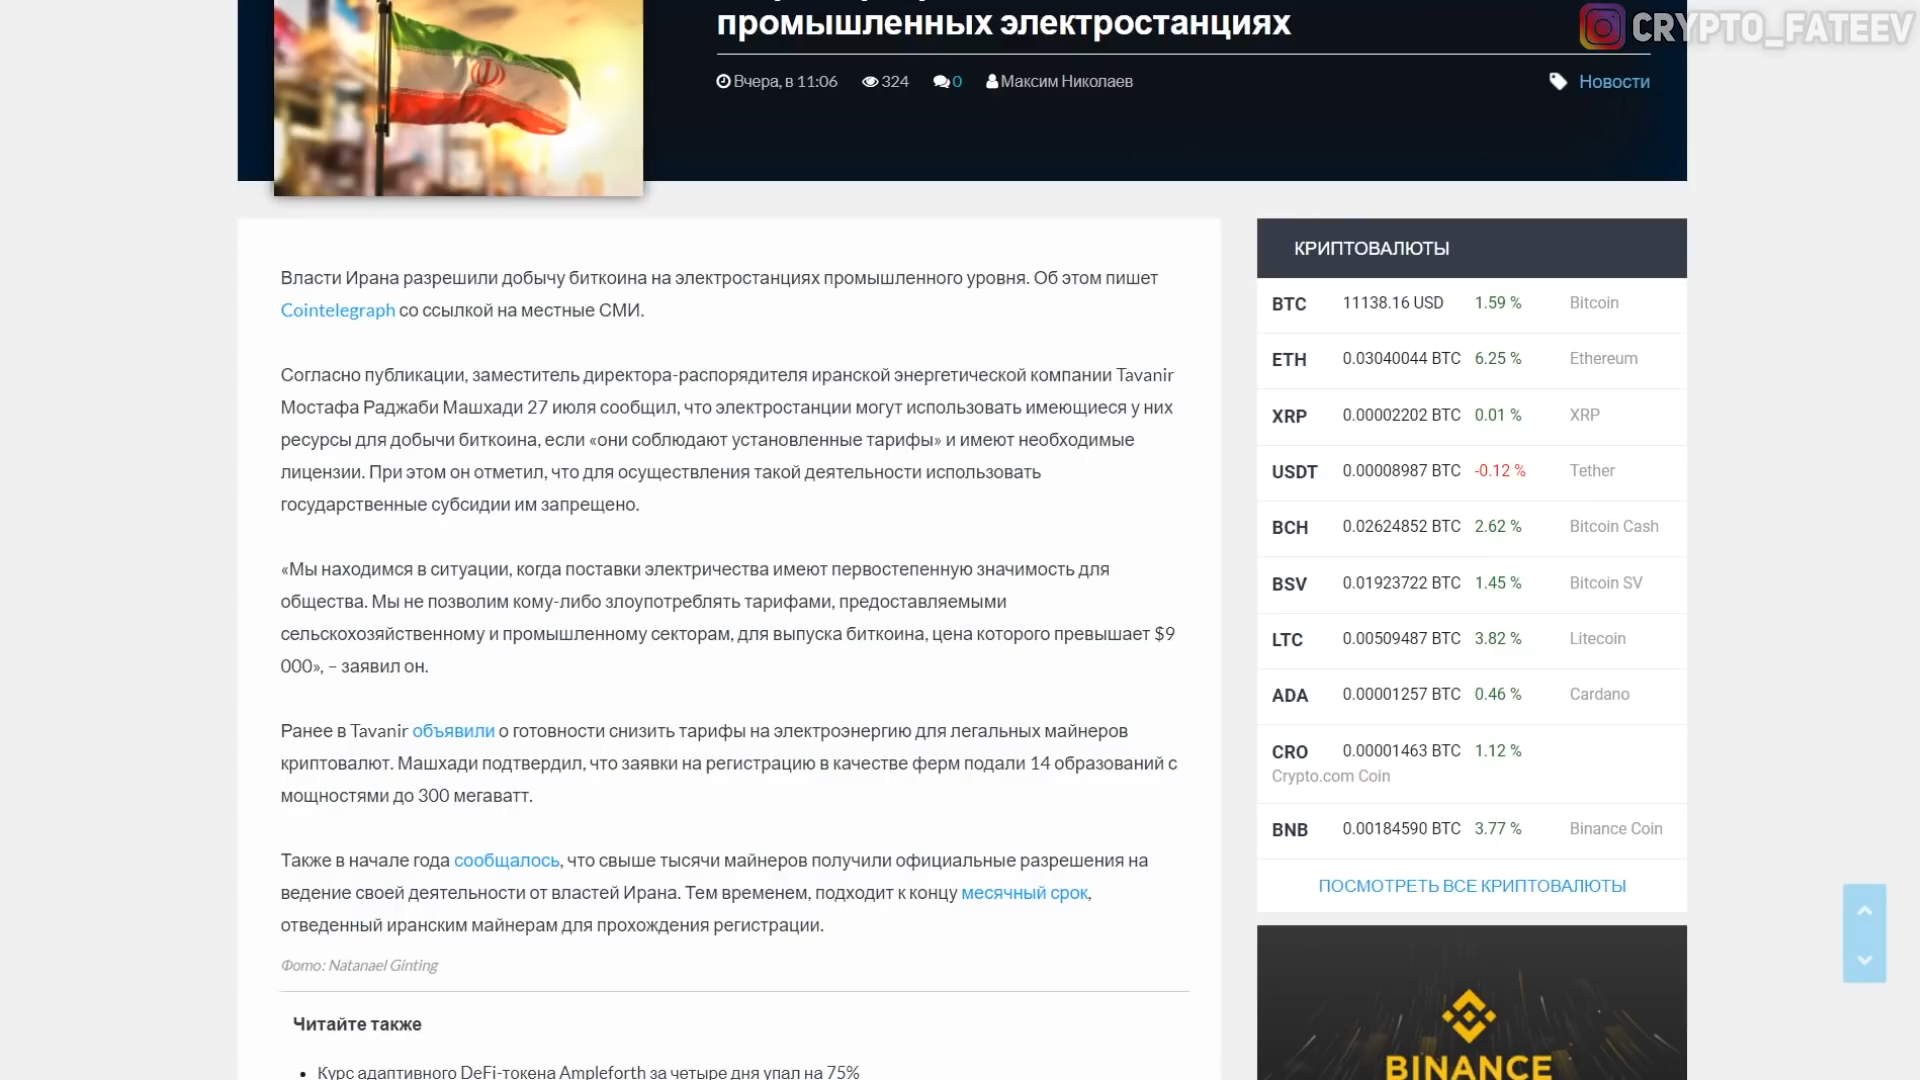 промышленных электростанциях
CRYPTO_FATEEV
Вчера, в 11:06 324 0 Максим Николаев Новости
Власти Ирана разрешили добычу биткоина на электростанциях промышленного уровня. Об этом пишет
Cointelegraph со ссылкой на местные СМИ.
Согласно публикации, заместитель директора-распорядителя иранской энергетической компании Tavanir
Мостафа Раджаби Машхади 27 июля сообщил, что электростанции могут использовать имеющиеся у них
ресурсы для добычи биткоина, если «они соблюдают установленные тарифы» и имеют необходимые
лицензии. При этом он отметил, что для осуществления такой деятельности использовать
государственные субсидии им запрещено.
«Мы находимся в ситуации, когда поставки электричества имеют первостепенную значимость для
общества. Мы не позволим кому-либо злоупотреблять тарифами, предоставляемыми
сельскохозяйственному и промышленному секторам, для выпуска биткоина, цена которого превышает $9
000», – заявил он.
Ранее в Tavanir объявили о готовности снизить тарифы на электроэнергию для легальных майнеров
криптовалют. Машхади подтвердил, что заявки на регистрацию в качестве ферм подали 14 образований с
мощностями до 300 мегаватт.
Также в начале года сообщалось, что свыше тысячи майнеров получили официальные разрешения на
ведение своей деятельности от властей Ирана. Тем временем, подходит к концу месячный срок,
отведенный иранским майнерам для прохождения регистрации.
Фото: Natanael Ginting
Читайте также
• Курс адаптивного DeFi-токена Ampleforth за четыре дня упал на 75%
КРИПТОВАЛЮТЫ
BTC 11138.16 USD 1.59 % Bitcoin
ETH 0.03040044 BTC 6.25 % Ethereum
XRP 0.00002202 BTC 0.01 % XRP
USDT 0.00008987 BTC -0.12 % Tether
BCH 0.02624852 BTC 2.62 % Bitcoin Cash
BSV 0.01923722 BTC 1.45 % Bitcoin SV
LTC 0.00509487 BTC 3.82 % Litecoin
ADA 0.00001257 BTC 0.46 % Cardano
CRO 0.00001463 BTC 1.12 %
Crypto.com Coin
BNB 0.00184590 BTC 3.77 % Binance Coin
ПОСМОТРЕТЬ ВСЕ КРИПТОВАЛЮТЫ
BINANCE